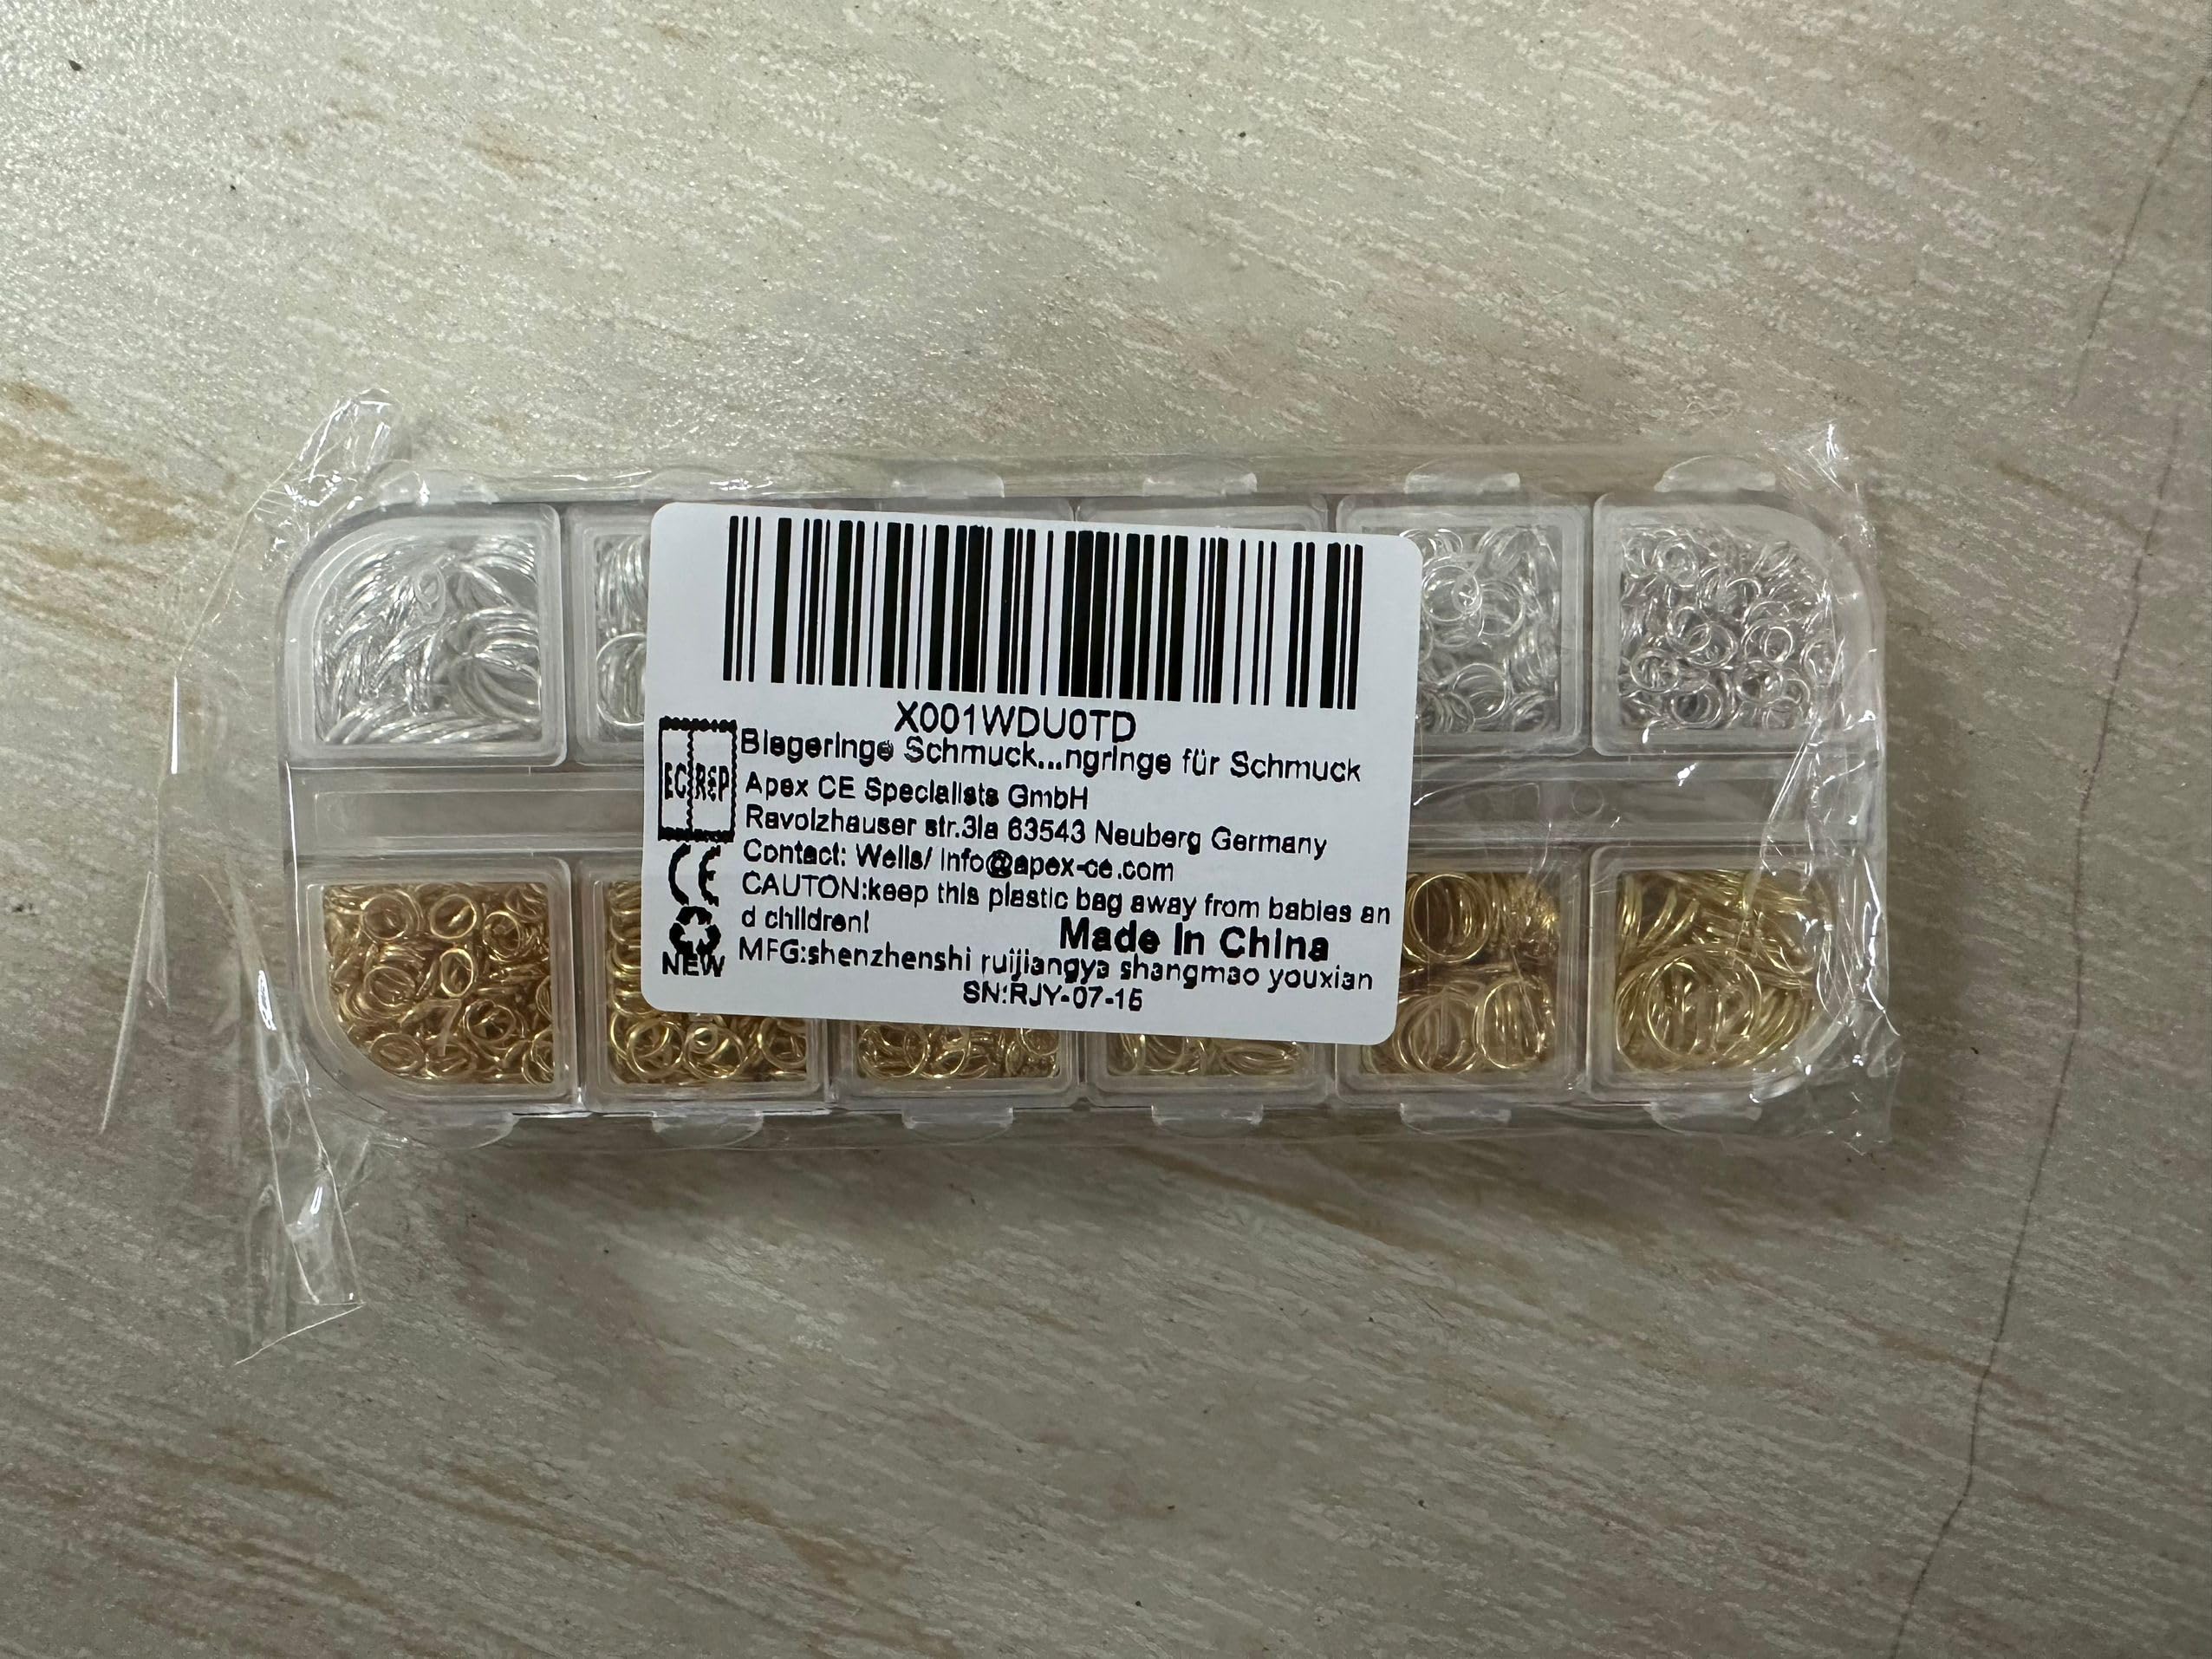 X001WDU0TD
Biegeringe Schmuck...ngringe für Schmuck
EC REP
Apex CE Specialists GmbH
Ravolzhauser str.3la 63543 Neuberg Germany
Contact: Wells/ info@apex-ce.com
CE
CAUTON:keep this plastic bag away from babies an
d children!
Made In China
NEW
MFG:shenzhenshi ruijiangya shangmao youxian
SN:RJY-07-15